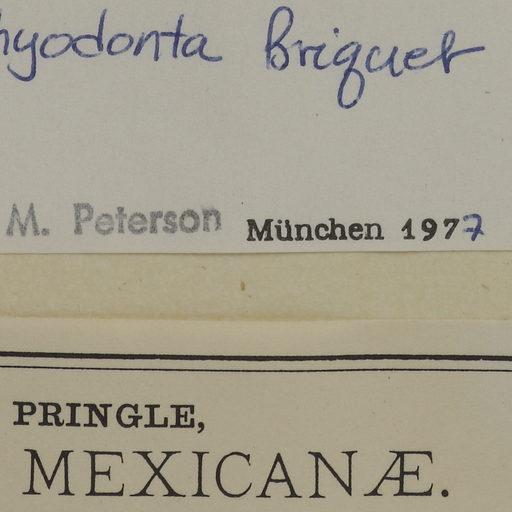 hyodonta Briquet
M. Peterson München 1977
PRINGLE,
MEXICANÆ.